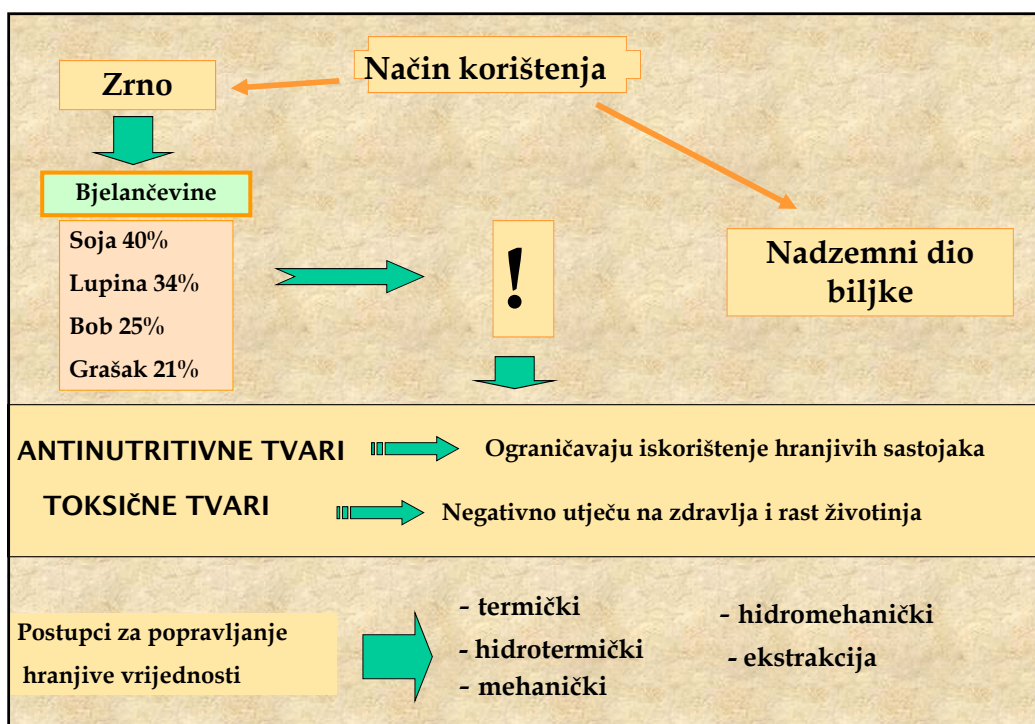 Način korištenja
Zrno
Bjelančevine
Soja 40%
Lupina 34%
Bob 25%
Grašak 21%
!
Nadzemni dio
biljke
ANTINUTRITIVNE TVARI
Ograničavaju iskorištenje hranjivih sastojaka
TOKSIČNE TVARI
Negativno utječu na zdravlja i rast životinja
Postupci za popravljanje
hranjive vrijednosti
- termički
- hidrotermički
- mehanički
- hidromehanički
- ekstrakcija